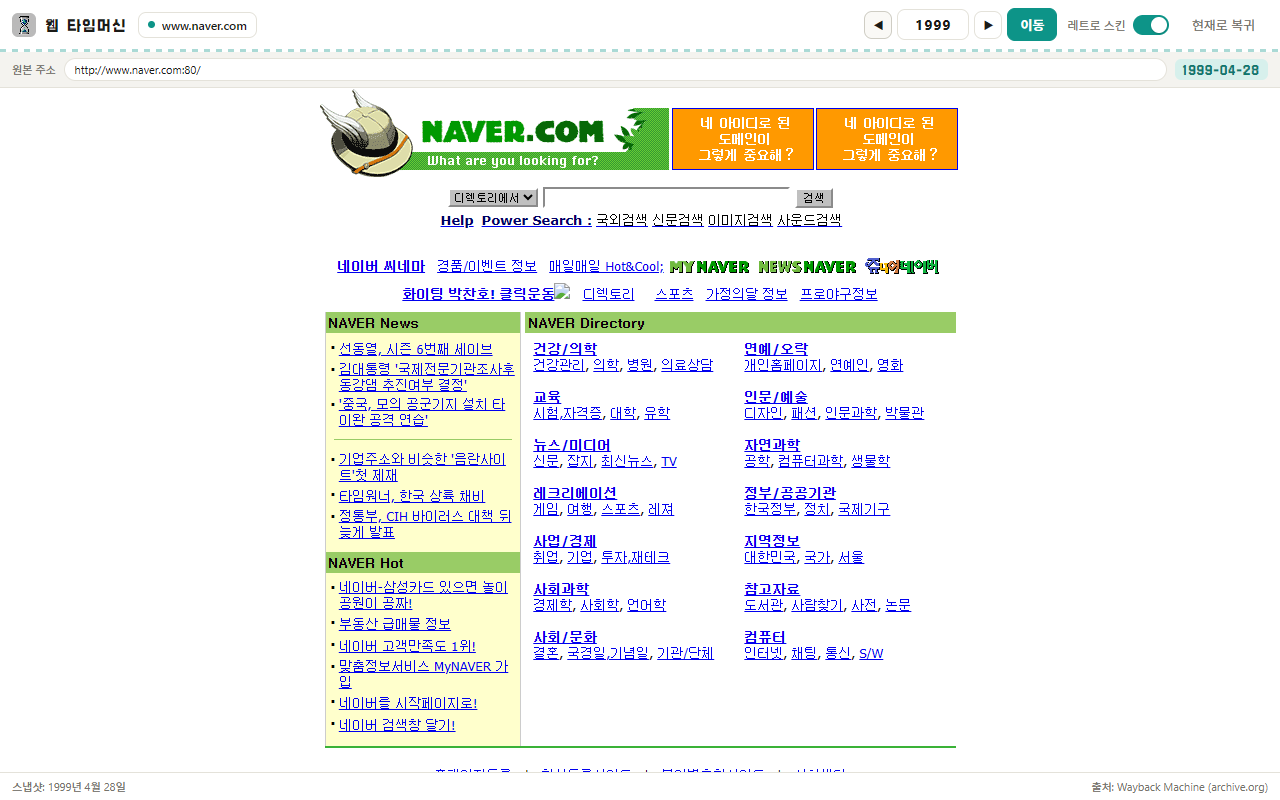 웹 타임머신
www.naver.com
◀ 1999 ▶ 이동 레트로 스킨 현재로 복귀
원본 주소 http://www.naver.com:80/ 1999-04-28
NAVER.COM
What are you looking for?
네 아이디로 된
도메인이
그렇게 중요해?
네 아이디로 된
도메인이
그렇게 중요해?
디렉토리에서 검색
Help Power Search : 국외검색 신문검색 이미지검색 사운드검색
네이버 씨네마 경품/이벤트 정보 매일매일 Hot&Cool; MY NAVER NEWS NAVER 쥬니어네이버
화이팅 박찬호! 클릭운동 디렉토리 스포츠 가정의달 정보 프로야구정보
NAVER News
선동열, 시즌 6번째 세이브
김대통령 '국제전문기관조사후
동강댐 추진여부 결정'
'중국, 모의 공군기지 설치 타
이완 공격 연습'
기업주소와 비슷한 '음란사이
트'첫 제재
타임워너, 한국 상륙 채비
정통부, CIH 바이러스 대책 뒤
늦게 발표
NAVER Hot
네이버-삼성카드 있으면 놀이
공원이 공짜!
부동산 급매물 정보
네이버 고객만족도 1위!
맞춤정보서비스 MyNAVER 가
입
네이버를 시작페이지로!
네이버 검색창 달기!
NAVER Directory
건강/의학
건강관리, 의학, 병원, 의료상담
교육
시험,자격증, 대학, 유학
뉴스/미디어
신문, 잡지, 최신뉴스, TV
레크리에이션
게임, 여행, 스포츠, 레져
사업/경제
취업, 기업, 투자,재테크
사회과학
경제학, 사회학, 언어학
사회/문화
결혼, 국경일,기념일, 기관/단체
연예/오락
개인홈페이지, 연예인, 영화
인문/예술
디자인, 패션, 인문과학, 박물관
자연과학
공학, 컴퓨터과학, 생물학
정부/공공기관
한국정부, 정치, 국제기구
지역정보
대한민국, 국가, 서울
참고자료
도서관, 사람찾기, 사전, 논문
컴퓨터
인터넷, 채팅, 통신, S/W
스냅샷: 1999년 4월 28일
출처: Wayback Machine (archive.org)